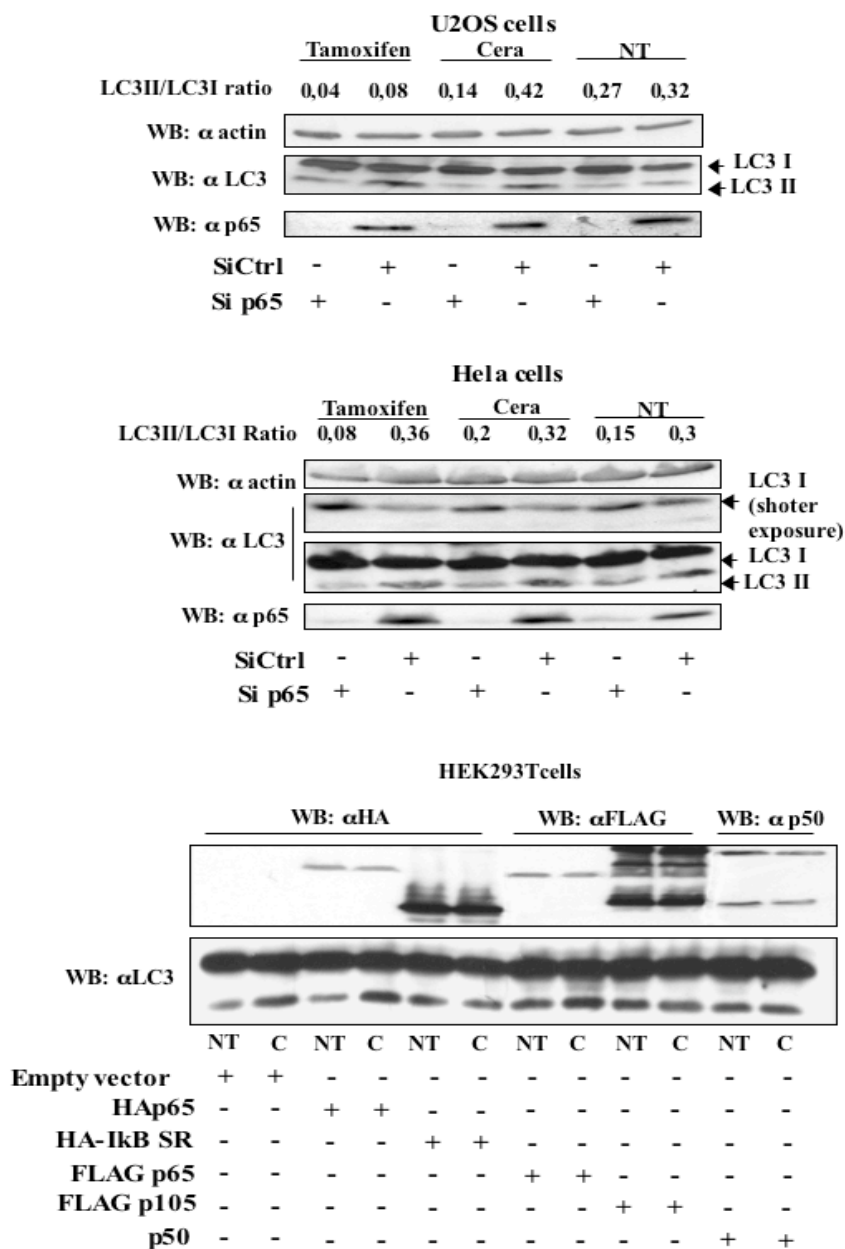 U2OS cells
Tamoxifen Cera NT
LC3II/LC3I ratio 0,04 0,08 0,14 0,42 0,27 0,32
WB: α actin
WB: α LC3 LC3 I
LC3 II
WB: α p65
SiCtrl - + - + - +
Si p65 + - + - + -
Hela cells
Tamoxifen Cera NT
LC3II/LC3I Ratio 0,08 0,36 0,2 0,32 0,15 0,3
WB: α actin LC3 I
(shoter
exposure)
WB: α LC3 LC3 I
LC3 II
WB: α p65
SiCtrl - + - + - +
Si p65 + - + - + -
HEK293Tcells
WB: αHA WB: αFLAG WB: α p50
WB: αLC3
NT C NT C NT C NT C NT C NT C
Empty vector + + - - - - - - - - - -
HAp65 - - + + - - - - - - - -
HA-IkB SR - - - - + + - - - - - -
FLAG p65 - - - - - - + + - - - -
FLAG p105 - - - - - - - - + + - -
p50 - - - - - - - - - - + +